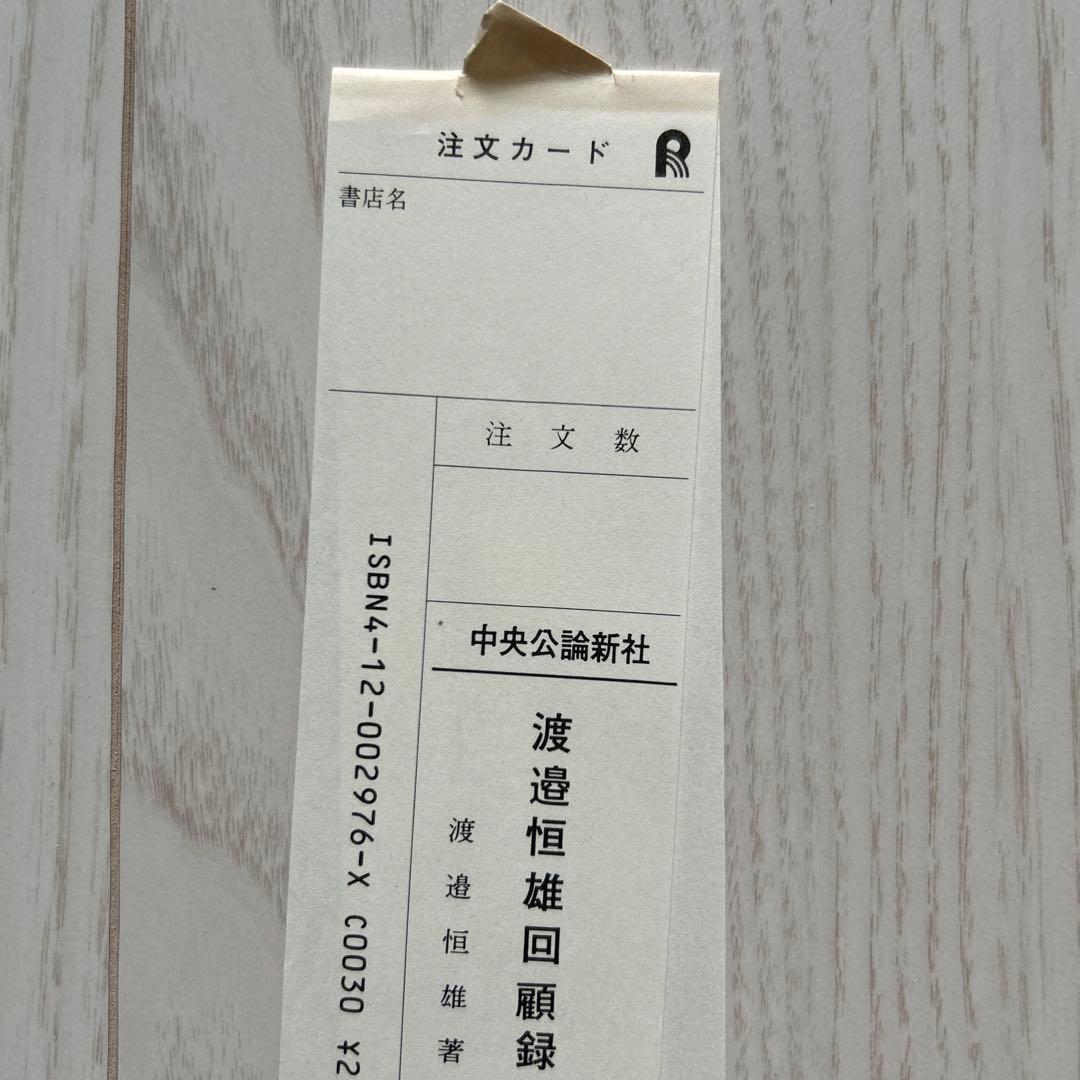 注文カード R
書店名
注文数
中央公論新社
渡邉恒雄回顧録
渡邉恒雄著
ISBN4-12-002976-X C0030 ¥2